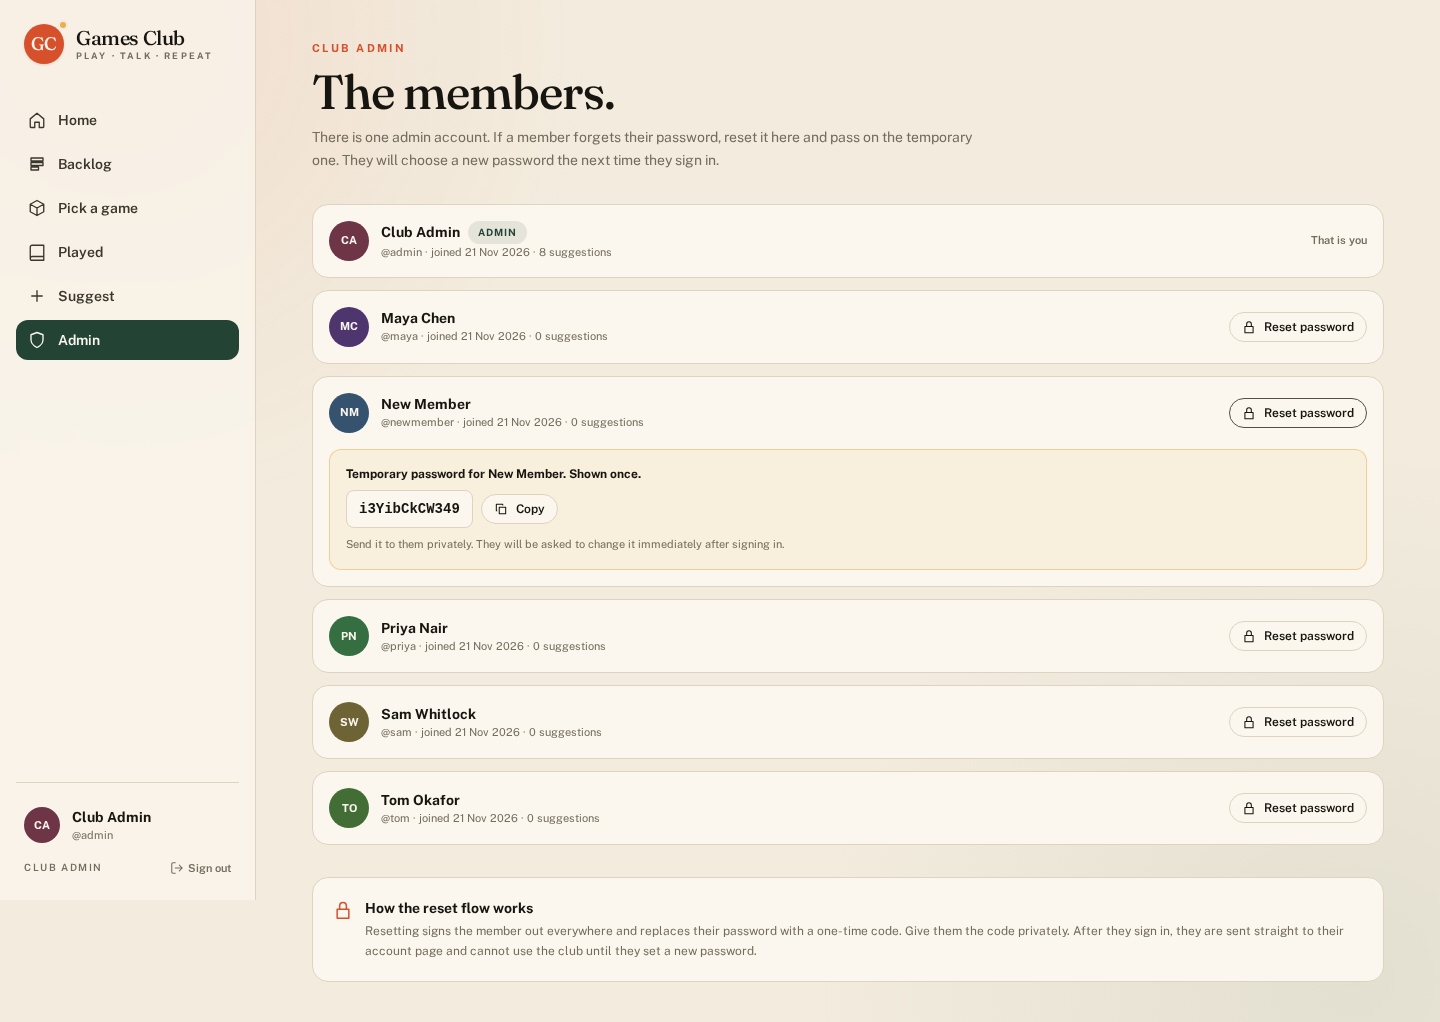 GC
Games Club
PLAY · TALK · REPEAT
Home
Backlog
Pick a game
Played
Suggest
Admin
CA
Club Admin
@admin
CLUB ADMIN
Sign out
CLUB ADMIN
The members.
There is one admin account. If a member forgets their password, reset it here and pass on the temporary
one. They will choose a new password the next time they sign in.
CA
Club Admin ADMIN
@admin · joined 21 Nov 2026 · 8 suggestions
That is you
MC
Maya Chen
@maya · joined 21 Nov 2026 · 0 suggestions
Reset password
NM
New Member
@newmember · joined 21 Nov 2026 · 0 suggestions
Reset password
Temporary password for New Member. Shown once.
i3YibCkCW349
Copy
Send it to them privately. They will be asked to change it immediately after signing in.
PN
Priya Nair
@priya · joined 21 Nov 2026 · 0 suggestions
Reset password
SW
Sam Whitlock
@sam · joined 21 Nov 2026 · 0 suggestions
Reset password
TO
Tom Okafor
@tom · joined 21 Nov 2026 · 0 suggestions
Reset password
How the reset flow works
Resetting signs the member out everywhere and replaces their password with a one-time code. Give them the code privately. After they sign in, they are sent straight to their
account page and cannot use the club until they set a new password.